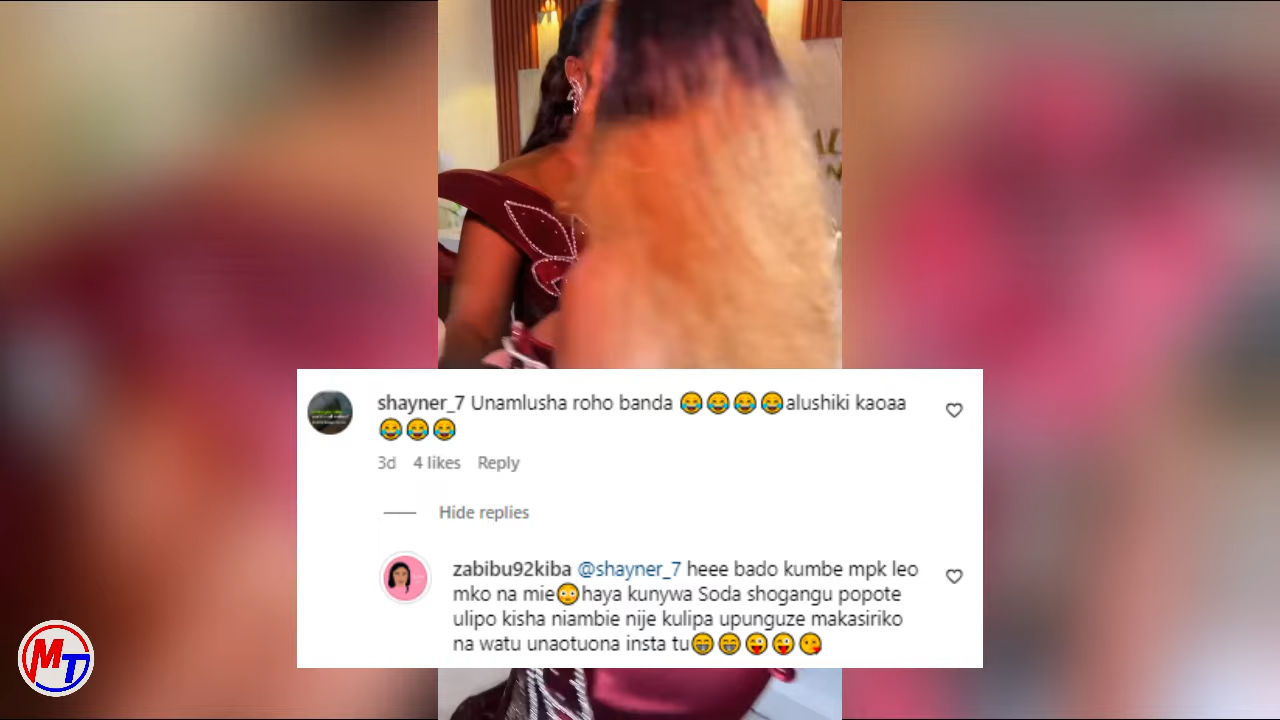 shayner_7 Unamlusha roho banda 😂😂😂😂alushiki kaoaa
😂😂😂
3d 4 likes Reply
Hide replies
zabibu92kiba @shayner_7 heee bado kumbe mpk leo
mko na mie😳haya kunywa Soda shogangu popote
ulipo kisha niambie nije kulipa upunguze makasiriko
na watu unaotuona insta tu😁😁😜😜😘
MT